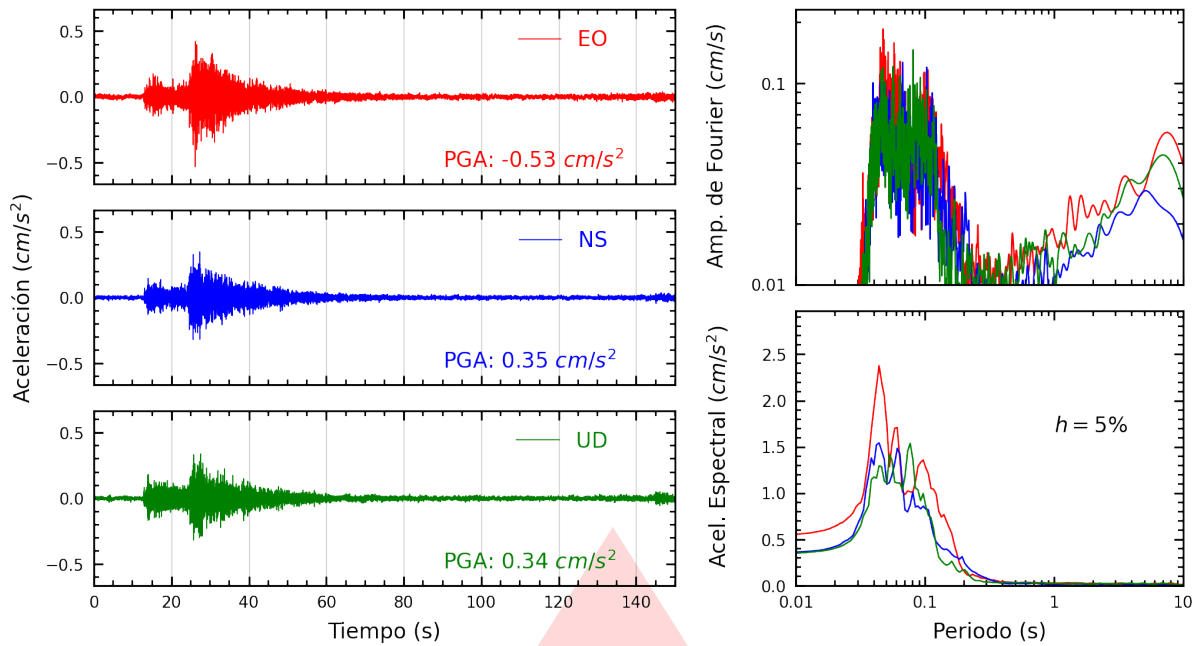 Aceleración (cm/s²)
0.5
0.0
−0.5
EO
PGA: -0.53 cm/s²
0.5
0.0
−0.5
NS
PGA: 0.35 cm/s²
0.5
0.0
−0.5
UD
PGA: 0.34 cm/s²
0 20 40 60 80 100 120 140
Tiempo (s)
Amp. de Fourier (cm/s)
0.1
0.01
Acel. Espectral (cm/s²)
2.5
2.0
1.5
1.0
0.5
0.0
h = 5%
0.01 0.1 1 10
Periodo (s)